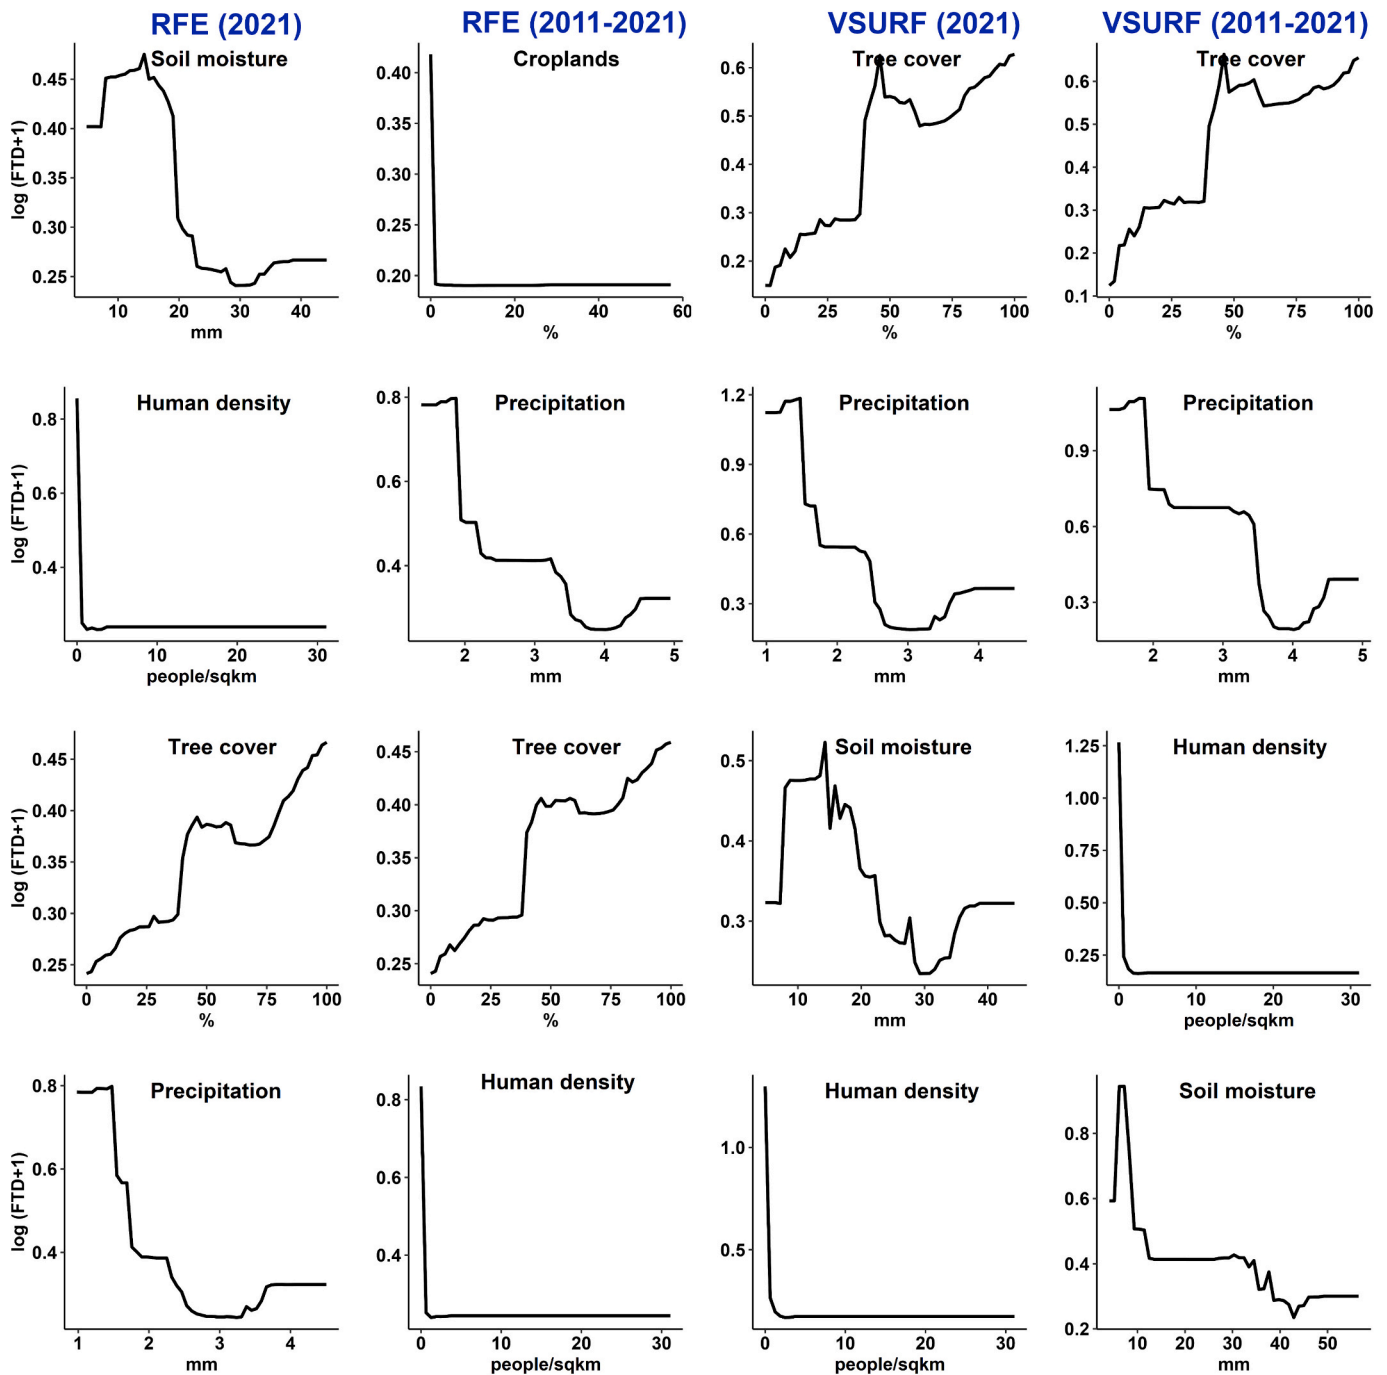 RFE (2021) RFE (2011-2021) VSURF (2021) VSURF (2011-2021)
Soil moisture
log (FTD+1)
0.45
0.40
0.35
0.30
0.25
10 20 30 40
mm
Croplands
0.40
0.35
0.30
0.25
0.20
0 20 40 60
%
Tree cover
0.6
0.5
0.4
0.3
0.2
0 25 50 75 100
%
Tree cover
0.6
0.5
0.4
0.3
0.2
0.1
0 25 50 75 100
%
Human density
log (FTD+1)
0.8
0.6
0.4
0 10 20 30
people/sqkm
Precipitation
0.8
0.6
0.4
2 3 4 5
mm
Precipitation
1.2
0.9
0.6
0.3
1 2 3 4
mm
Precipitation
0.9
0.6
0.3
2 3 4 5
mm
Tree cover
log (FTD+1)
0.45
0.40
0.35
0.30
0.25
0 25 50 75 100
%
Tree cover
0.45
0.40
0.35
0.30
0.25
0 25 50 75 100
%
Soil moisture
0.5
0.4
0.3
10 20 30 40
mm
Human density
1.25
1.00
0.75
0.50
0.25
0 10 20 30
people/sqkm
Precipitation
log (FTD+1)
0.8
0.6
0.4
1 2 3 4
mm
Human density
0.8
0.6
0.4
0 10 20 30
people/sqkm
Human density
1.0
0.5
0 10 20 30
people/sqkm
Soil moisture
0.8
0.6
0.4
0.2
10 20 30 40 50
mm